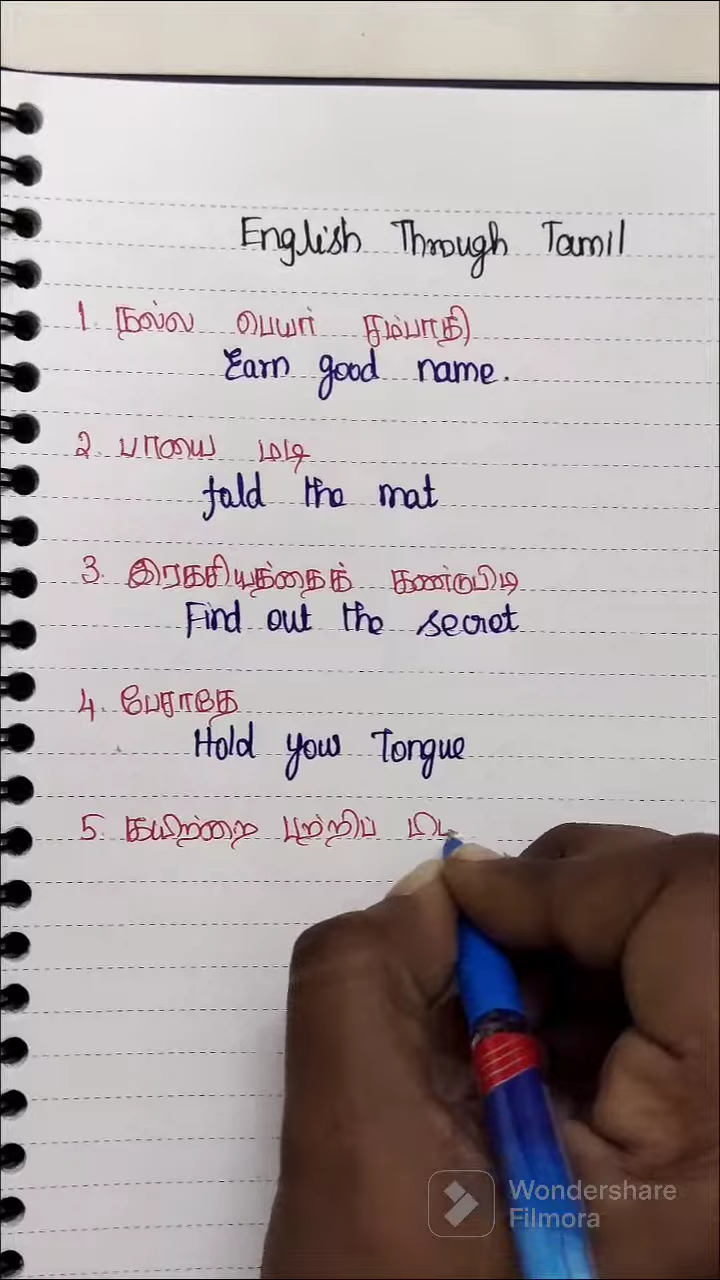 English Through Tamil
1. நல்ல பெயர் சம்பாதி
Earn good name.
2. பாயை மடி
fold the mat
3. இரகசியத்தைக் கண்டுபிடி
Find out the secret
4. பேசாதே
Hold your Tongue
5. கயிற்றை பற்றிப்
Wondershare
Filmora